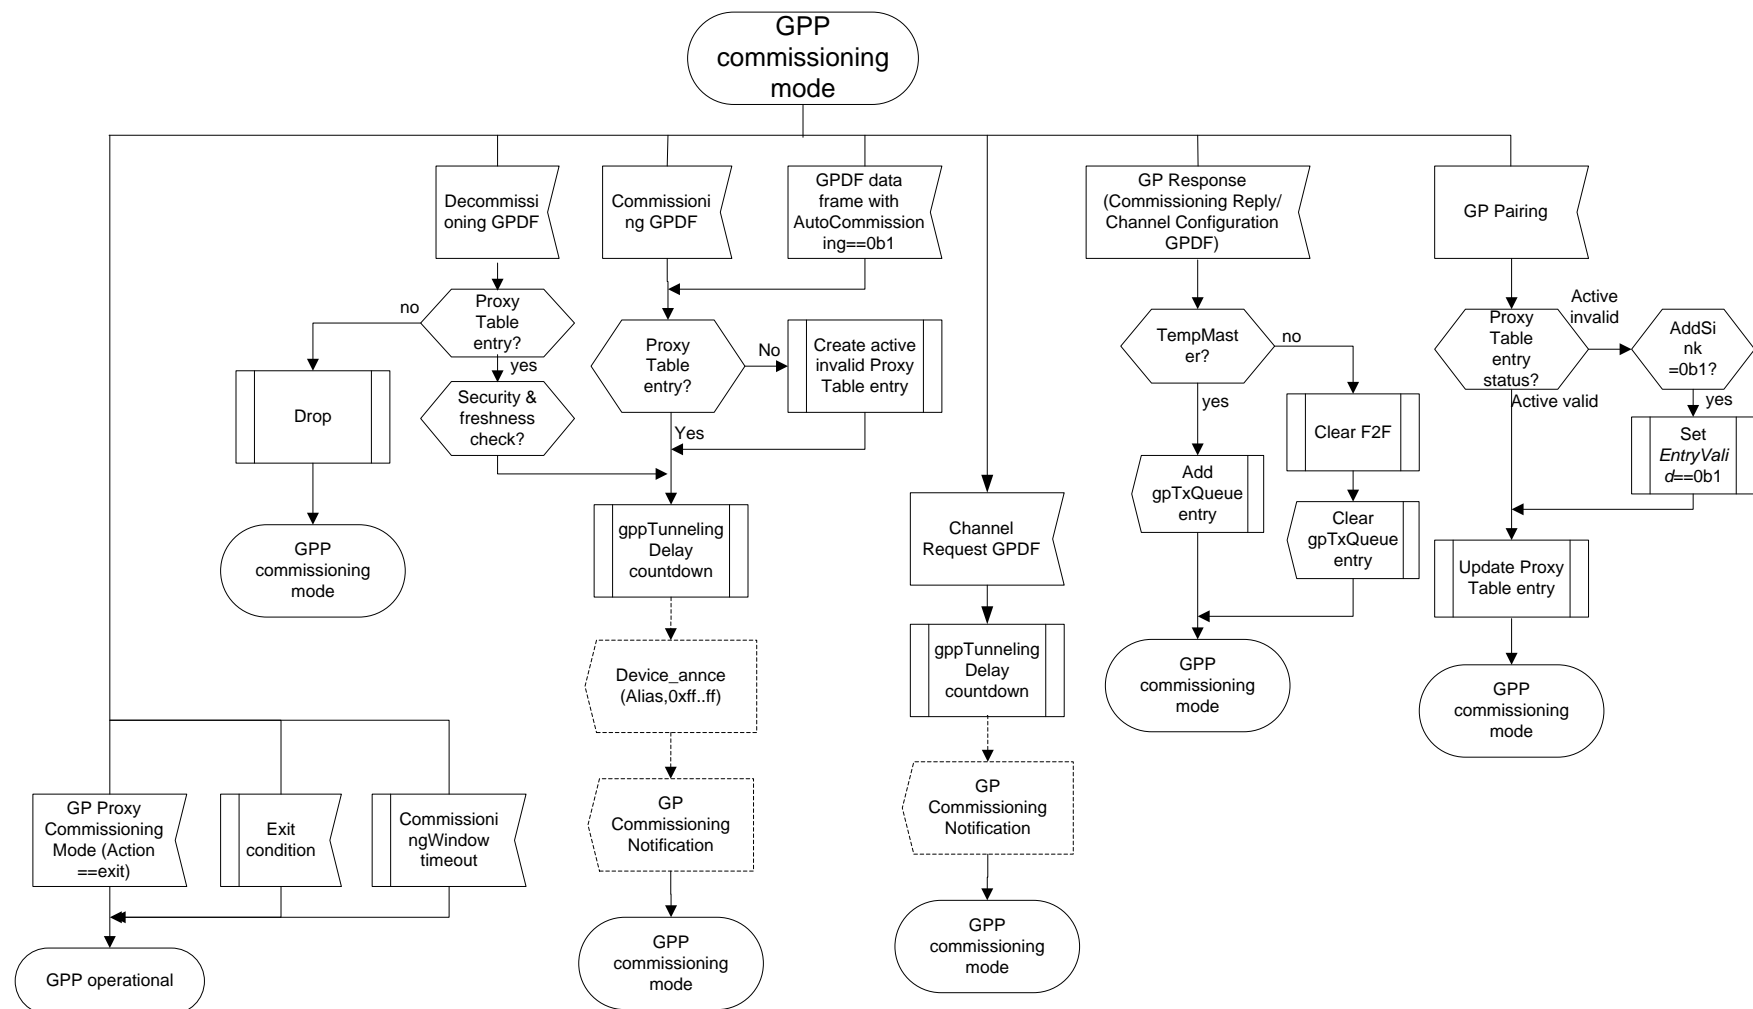 GPP
commissioning
mode
Decommissi
oning GPDF
Commissioni
ng GPDF
GPDF data
frame with
AutoCommission
ing==0b1
GP Response
(Commissioning Reply/
Channel Configuration
GPDF)
GP Pairing
no
Proxy
Table
entry?
yes
Drop
Security &
freshness
check?
GPP
commissioning
mode
Proxy
Table
entry?
No
Create active
invalid Proxy
Table entry
Yes
gppTunneling
Delay
countdown
Device_annce
(Alias,0xff..ff)
GP
Commissioning
Notification
GPP
commissioning
mode
Channel
Request GPDF
gppTunneling
Delay
countdown
GP
Commissioning
Notification
GPP
commissioning
mode
TempMast
er?
no
yes
Clear F2F
Add
gpTxQueue
entry
Clear
gpTxQueue
entry
GPP
commissioning
mode
Proxy
Table
entry
status?
Active
invalid
AddSi
nk
=0b1?
Active valid
yes
Set
EntryVali
d==0b1
Update Proxy
Table entry
GPP
commissioning
mode
GP Proxy
Commissioning
Mode (Action
==exit)
Exit
condition
Commissioni
ngWindow
timeout
GPP operational